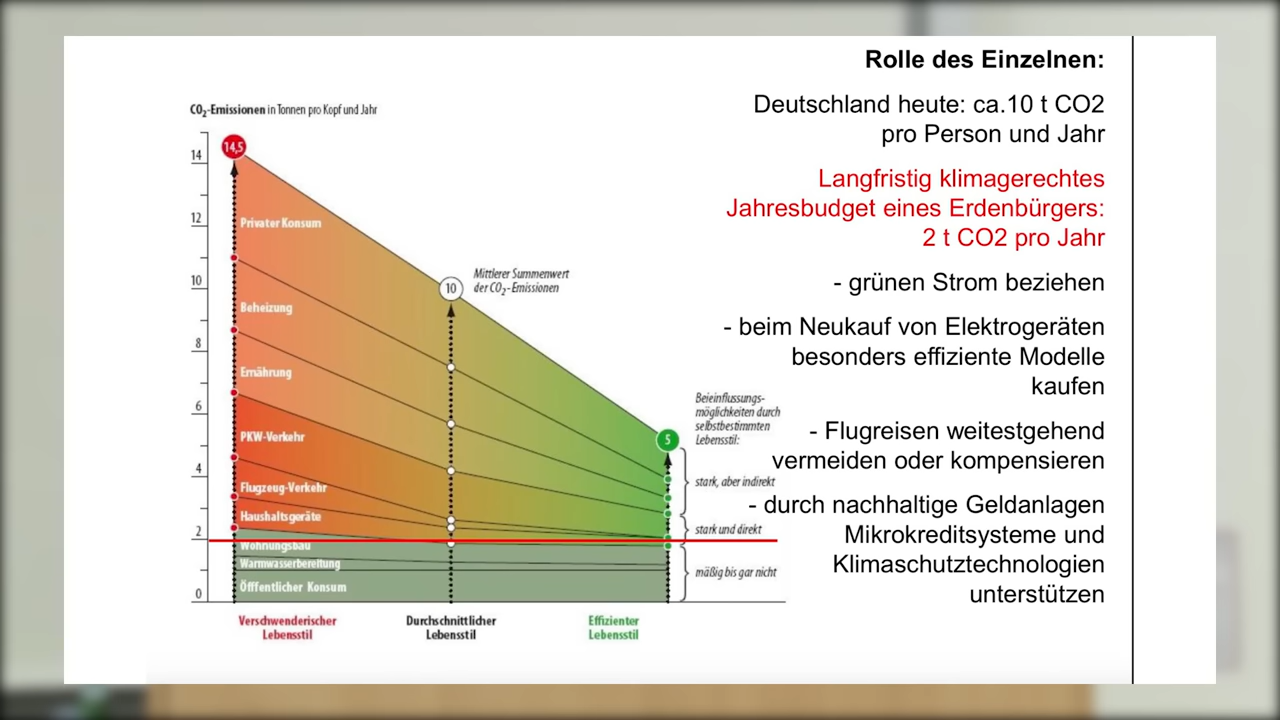 CO2-Emissionen in Tonnen pro Kopf und Jahr
14
12
10
8
6
4
2
0
14,5
10
5
Privater Konsum
Beheizung
Ernährung
PKW-Verkehr
Flugzeug-Verkehr
Haushaltsgeräte
Wohnungsbau
Warmwasserbereitung
Öffentlicher Konsum
Mittlerer Summenwert
der CO2-Emissionen
Beieinflussungs-
möglichkeiten durch
selbstbestimmten
Lebensstil:
stark, aber indirekt
stark und direkt
mäßig bis gar nicht
Verschwenderischer
Lebensstil
Durchschnittlicher
Lebensstil
Effizienter
Lebensstil
Rolle des Einzelnen:
Deutschland heute: ca.10 t CO2
pro Person und Jahr
Langfristig klimagerechtes
Jahresbudget eines Erdenbürgers:
2 t CO2 pro Jahr
- grünen Strom beziehen
- beim Neukauf von Elektrogeräten
besonders effiziente Modelle
kaufen
- Flugreisen weitestgehend
vermeiden oder kompensieren
- durch nachhaltige Geldanlagen
Mikrokreditsysteme und
Klimaschutztechnologien
unterstützen